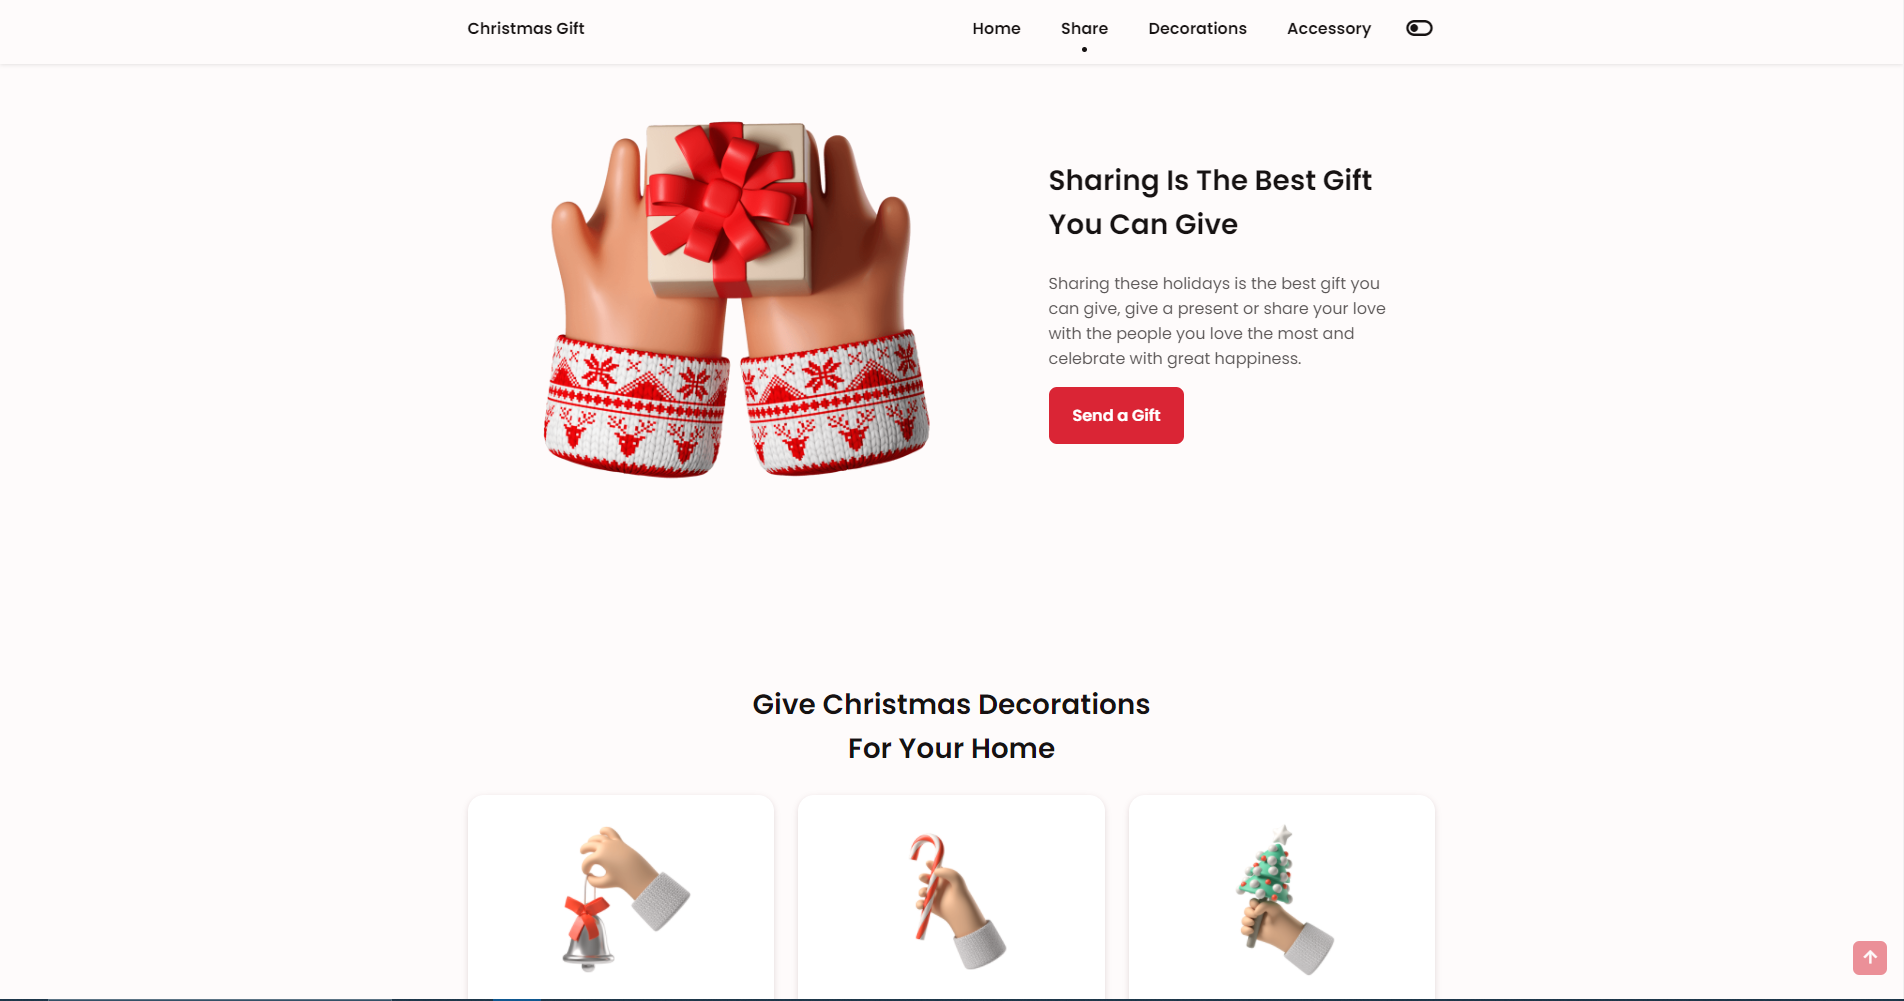 Christmas Gift
Home
Share
Decorations
Accessory
Sharing Is The Best Gift
You Can Give
Sharing these holidays is the best gift you
can give, give a present or share your love
with the people you love the most and
celebrate with great happiness.
Send a Gift
Give Christmas Decorations
For Your Home